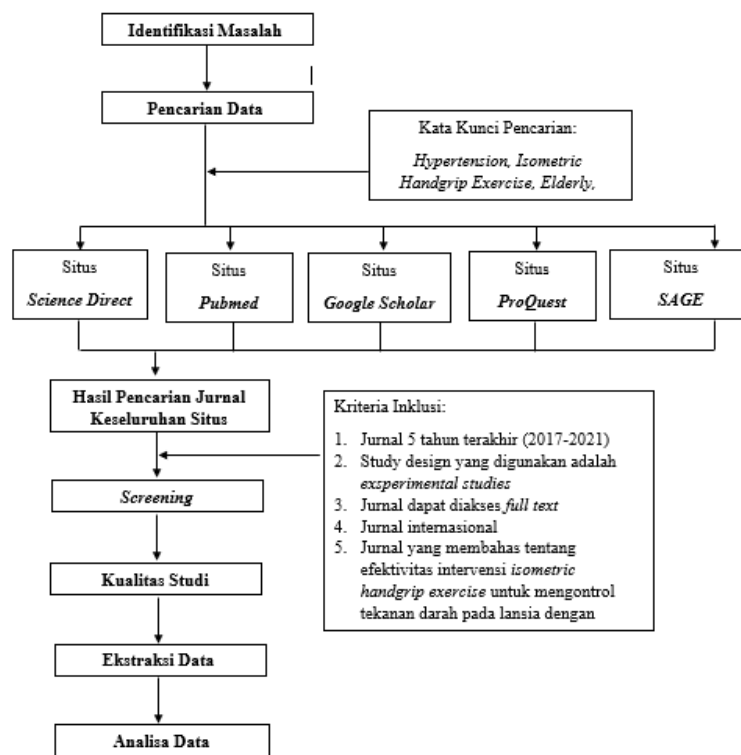 Identifikasi Masalah
Pencarian Data
Kata Kunci Pencarian:
Hypertension, Isometric
Handgrip Exercise, Elderly,
Situs
Science Direct
Situs
Pubmed
Situs
Google Scholar
Situs
ProQuest
Situs
SAGE
Hasil Pencarian Jurnal
Keseluruhan Situs
Kriteria Inklusi:
1. Jurnal 5 tahun terakhir (2017-2021)
2. Study design yang digunakan adalah
exsperimental studies
3. Jurnal dapat diakses full text
4. Jurnal internasional
5. Jurnal yang membahas tentang
efektivitas intervensi isometric
handgrip exercise untuk mengontrol
tekanan darah pada lansia dengan
Screening
Kualitas Studi
Ekstraksi Data
Analisa Data